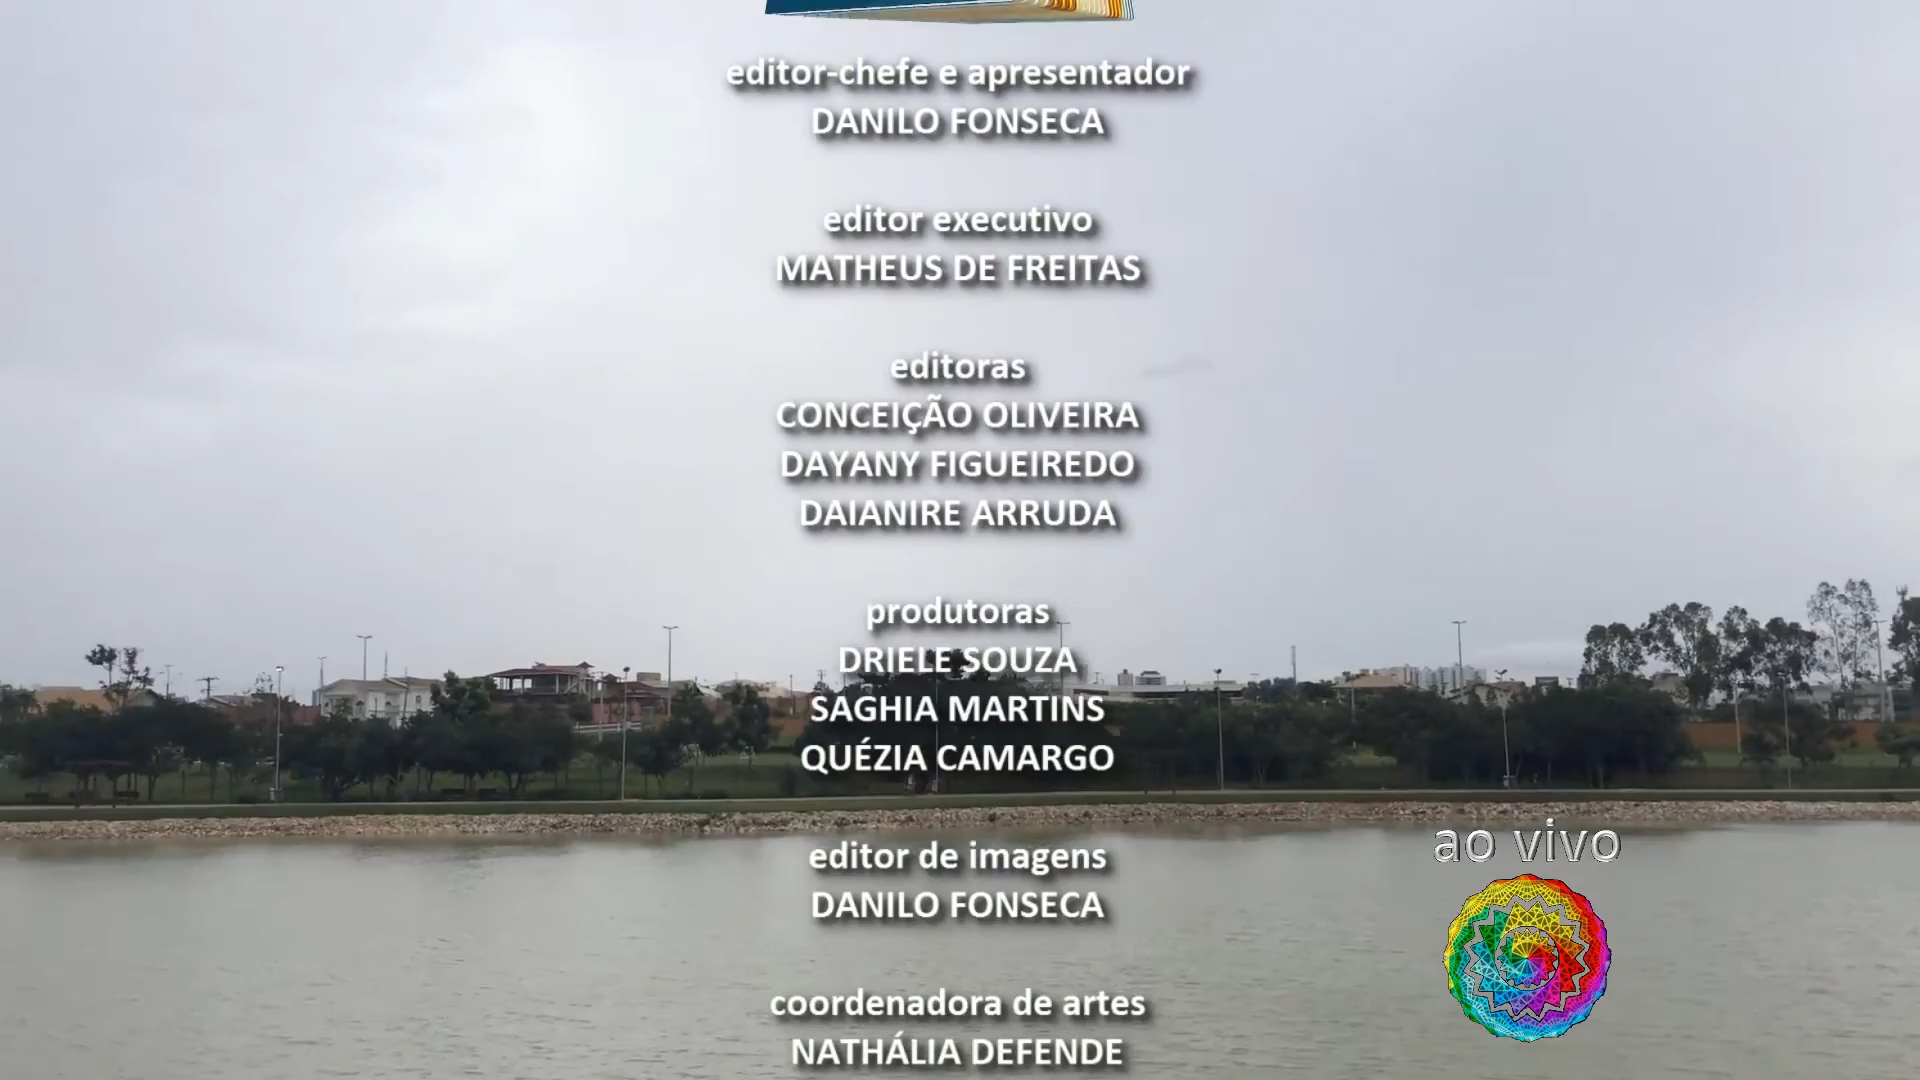 editor-chefe e apresentador
DANILO FONSECA
editor executivo
MATHEUS DE FREITAS
editoras
CONCEIÇÃO OLIVEIRA
DAYANY FIGUEIREDO
DAIANIRE ARRUDA
produtoras
DRIELE SOUZA
SAGHIA MARTINS
QUÉZIA CAMARGO
editor de imagens
DANILO FONSECA
coordenadora de artes
NATHÁLIA DEFENDE
ao vivo